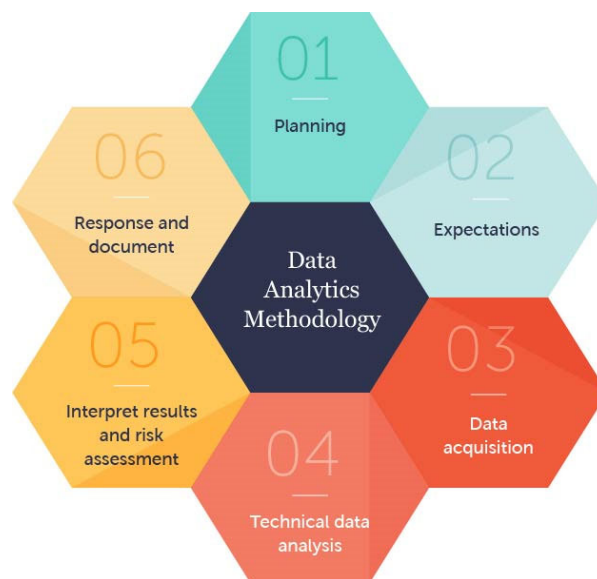 01
Planning
02
Expectations
03
Data
acquisition
04
Technical data
analysis
05
Interpret results
and risk
assessment
06
Response and
document
Data
Analytics
Methodology